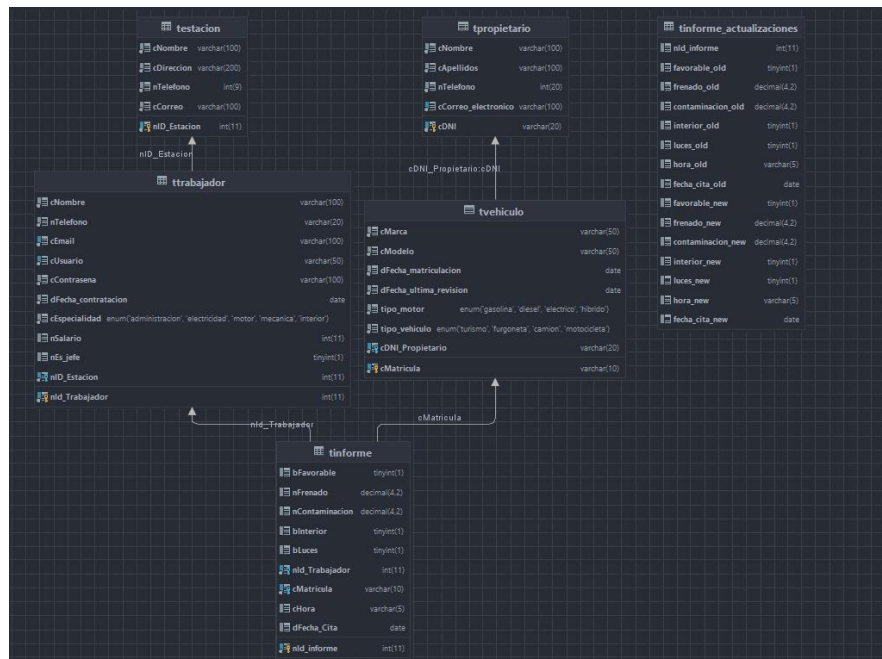 testacion
cNombre varchar(100)
cDireccion varchar(200)
nTelefono int(9)
cCorreo varchar(100)
nID_Estacion int(11)
tpropietario
cNombre varchar(100)
cApellidos varchar(100)
nTelefono int(20)
cCorreo_electronico varchar(100)
cDNI varchar(20)
tinforme_actualizaciones
nId_informe int(11)
favorable_old tinyint(1)
frenado_old decimal(4,2)
contaminacion_old decimal(4,2)
interior_old tinyint(1)
luces_old tinyint(1)
hora_old varchar(5)
fecha_cita_old date
favorable_new tinyint(1)
frenado_new decimal(4,2)
contaminacion_new decimal(4,2)
interior_new tinyint(1)
luces_new tinyint(1)
hora_new varchar(5)
fecha_cita_new date
nID_Estacion
cDNI_Propietario:cDNI
ttrabajador
cNombre varchar(100)
nTelefono varchar(20)
cEmail varchar(100)
cUsuario varchar(50)
cContrasena varchar(100)
dFecha_contratacion date
cEspecialidad enum('administracion', 'electricidad', 'motor', 'mecanica', 'interior')
nSalario int(11)
nEs_jefe tinyint(1)
nID_Estacion int(11)
nId_Trabajador int(11)
tvehiculo
cMarca varchar(50)
cModelo varchar(50)
dFecha_matriculacion date
dFecha_ultima_revision date
tipo_motor enum('gasolina', 'diesel', 'electrico', 'hibrido')
tipo_vehiculo enum('turismo', 'furgoneta', 'camion', 'motocicleta')
cDNI_Propietario varchar(20)
cMatricula varchar(10)
nId_Trabajador
cMatricula
tinforme
bFavorable tinyint(1)
nFrenado decimal(4,2)
nContaminacion decimal(4,2)
bInterior tinyint(1)
bLuces tinyint(1)
nId_Trabajador int(11)
cMatricula varchar(10)
cHora varchar(5)
dFecha_Cita date
nId_informe int(11)